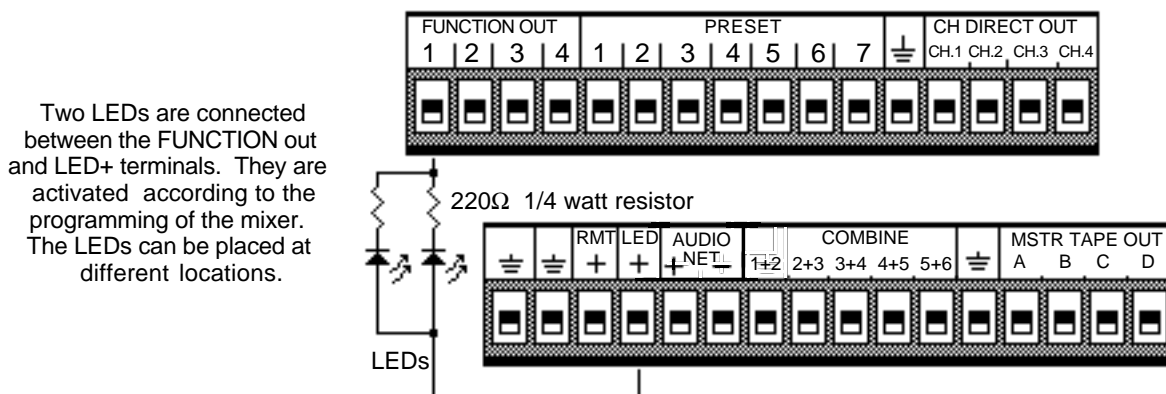 FUNCTION OUT PRESET CH DIRECT OUT
1 2 3 4 1 2 3 4 5 6 7 CH.1 CH.2 CH.3 CH.4
Two LEDs are connected
between the FUNCTION out
and LED+ terminals. They are
activated according to the
programming of the mixer.
The LEDs can be placed at
different locations.
220Ω 1/4 watt resistor
RMT LED AUDIO COMBINE MSTR TAPE OUT
+ + + NET - 1+2 2+3 3+4 4+5 5+6 A B C D
LEDs